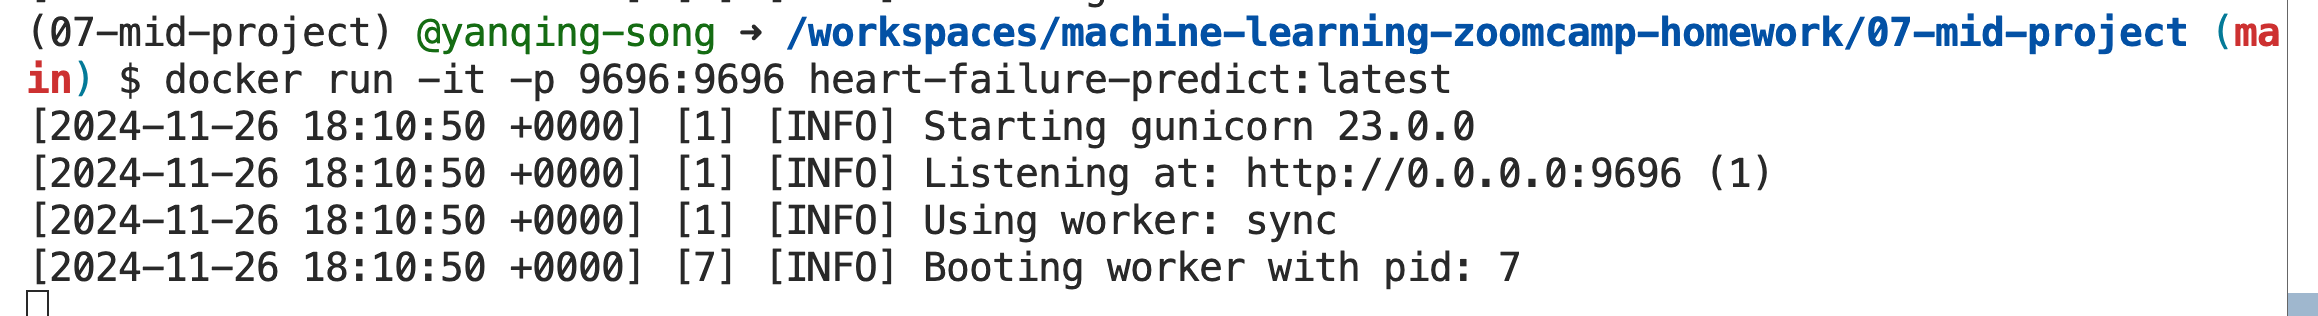 (07-mid-project) @yanqing-song → /workspaces/machine-learning-zoomcamp-homework/07-mid-project (ma
in) $ docker run -it -p 9696:9696 heart-failure-predict:latest
[2024-11-26 18:10:50 +0000] [1] [INFO] Starting gunicorn 23.0.0
[2024-11-26 18:10:50 +0000] [1] [INFO] Listening at: http://0.0.0.0:9696 (1)
[2024-11-26 18:10:50 +0000] [1] [INFO] Using worker: sync
[2024-11-26 18:10:50 +0000] [7] [INFO] Booting worker with pid: 7